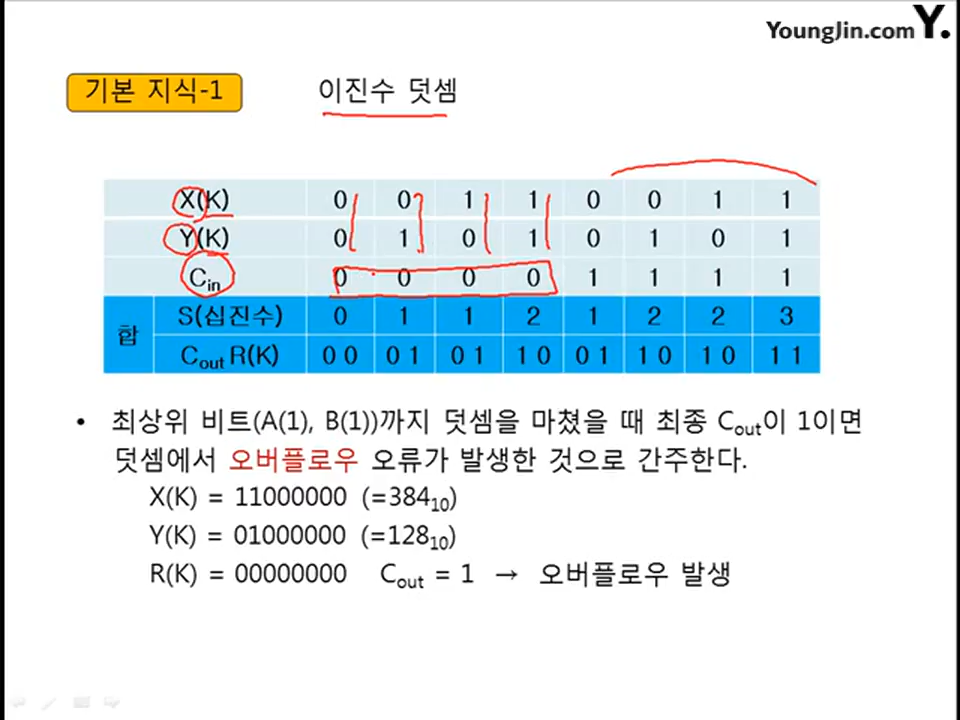 YoungJin.com Y.
기본 지식-1 이진수 덧셈
X(K) 0 0 1 1 0 0 1 1
Y(K) 0 1 0 1 0 1 0 1
Cin 0 0 0 0 1 1 1 1
합 S(십진수) 0 1 1 2 1 2 2 3
Cout R(K) 0 0 0 1 0 1 1 0 0 1 1 0 1 0 1 1
• 최상위 비트(A(1), B(1))까지 덧셈을 마쳤을 때 최종 Cout이 1이면
덧셈에서 오버플로우 오류가 발생한 것으로 간주한다.
X(K) = 11000000 (=384₁₀)
Y(K) = 01000000 (=128₁₀)
R(K) = 00000000 Cout = 1 → 오버플로우 발생